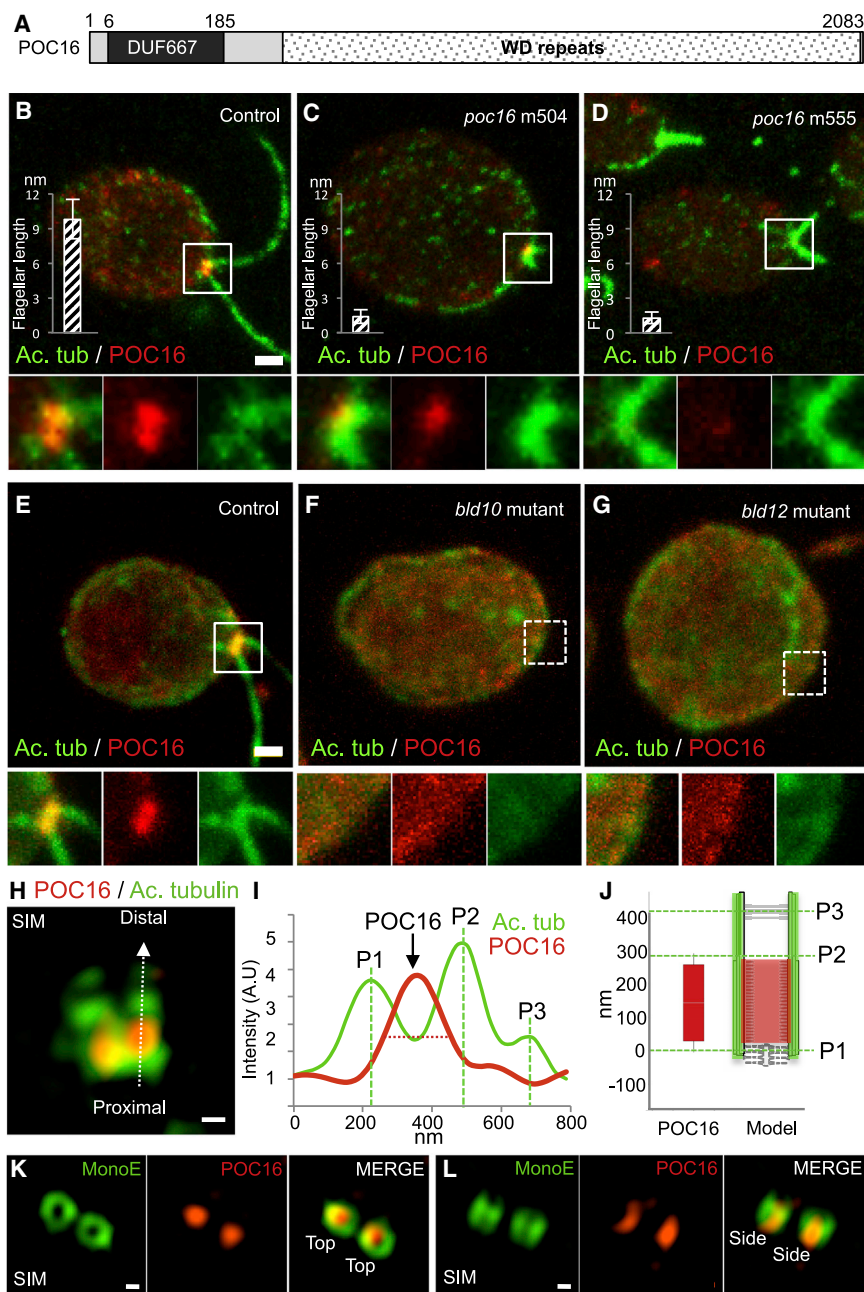 A
1 6 185 2083
POC16 DUF667 WD repeats
B Control
nm
12
9
6
3
0
Flagellar length
Ac. tub / POC16
C poc16 m504
nm
12
9
6
3
0
Flagellar length
Ac. tub / POC16
D poc16 m555
nm
12
9
6
3
0
Flagellar length
Ac. tub / POC16
E Control
Ac. tub / POC16
F bld10 mutant
Ac. tub / POC16
G bld12 mutant
Ac. tub / POC16
H POC16 / Ac. tubulin
SIM Distal
Proximal
I
POC16
Ac. tub
POC16
P1
P2
P3
Intensity (A.U)
5
4
3
2
1
0 200 400 600 800
nm
J
nm
400
300
200
100
0
-100
P3
P2
P1
POC16 Model
K MonoE POC16 MERGE
Top
Top
SIM
L MonoE POC16 MERGE
Side
Side
SIM